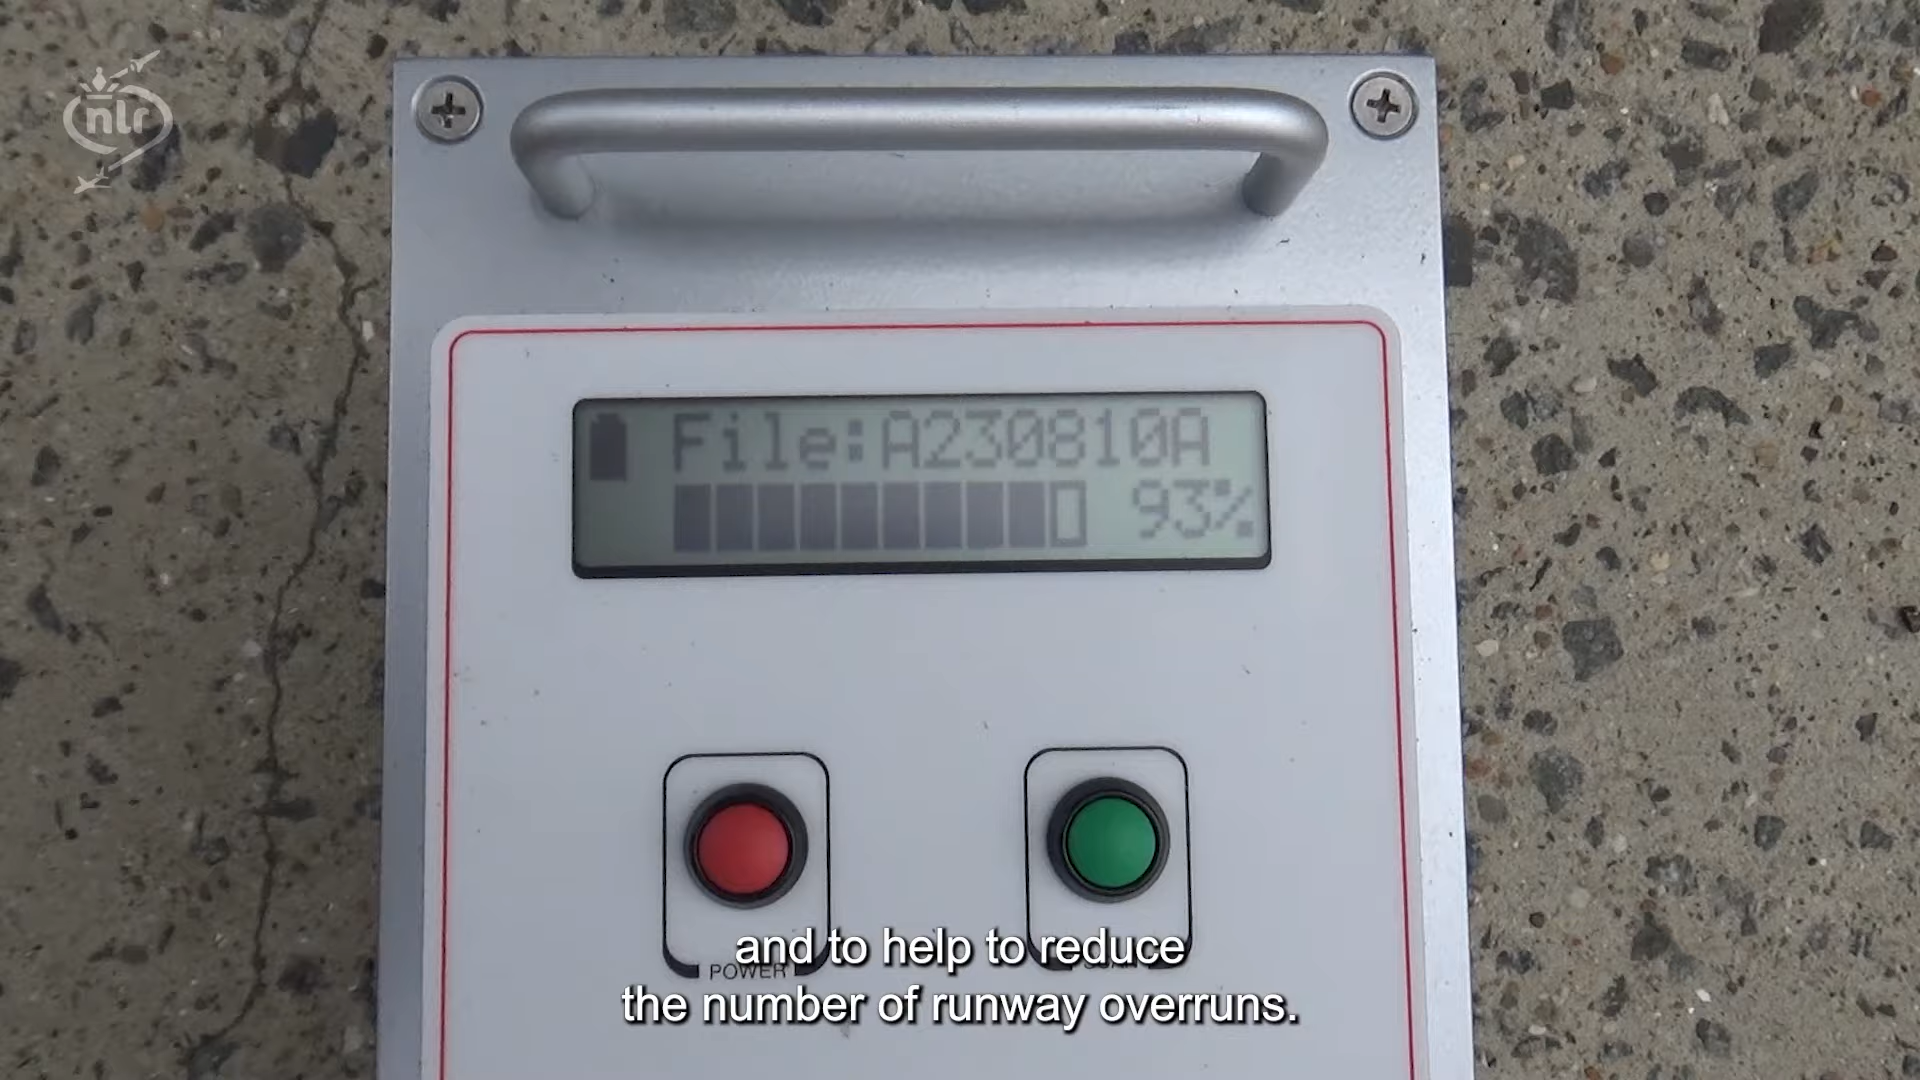 nlr
File:A230810A
93%
POWER
and to help to reduce
the number of runway overruns.